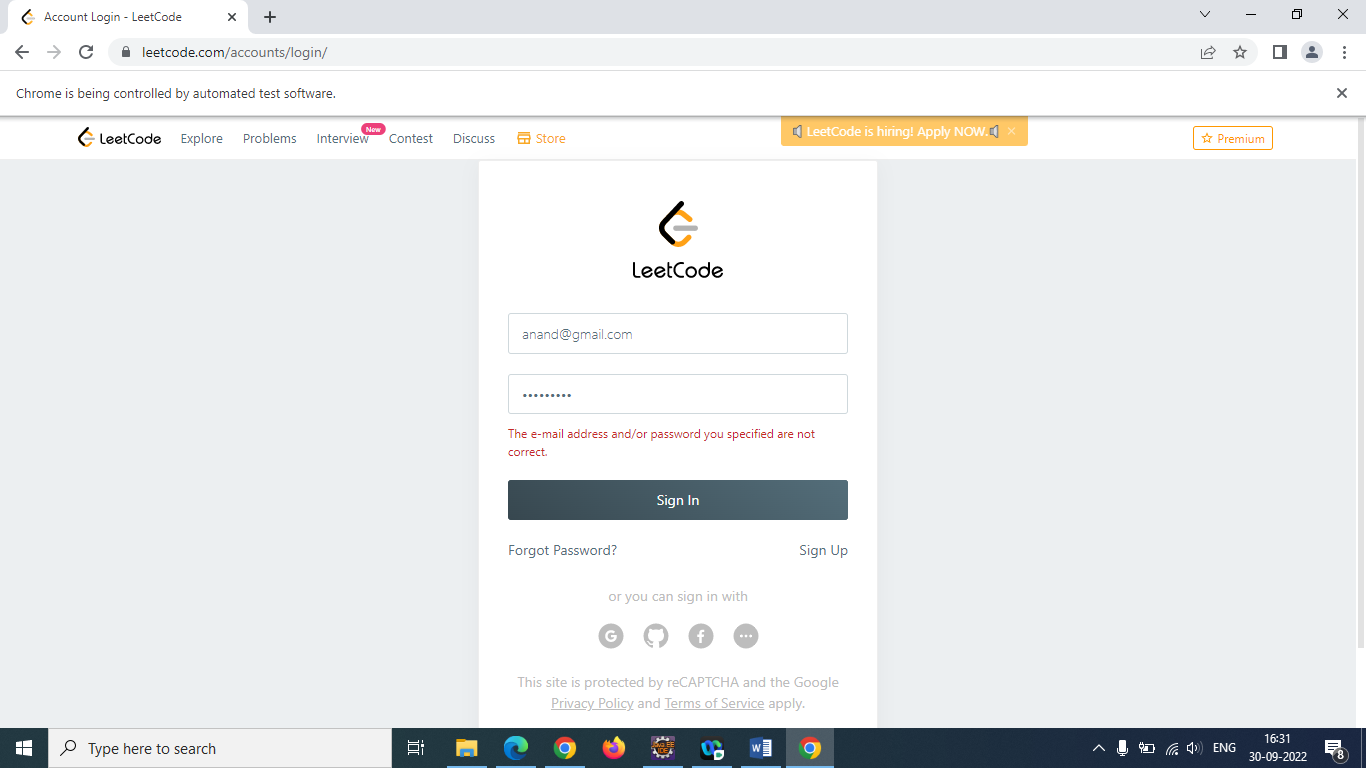 Account Login - LeetCode
leetcode.com/accounts/login/
Chrome is being controlled by automated test software.
LeetCode Explore Problems Interview New Contest Discuss Store LeetCode is hiring! Apply NOW. Premium
LeetCode
anand@gmail.com
•••••••••
The e-mail address and/or password you specified are not
correct.
Sign In
Forgot Password? Sign Up
or you can sign in with
This site is protected by reCAPTCHA and the Google
Privacy Policy and Terms of Service apply.
Type here to search
ENG
16:31
30-09-2022
8